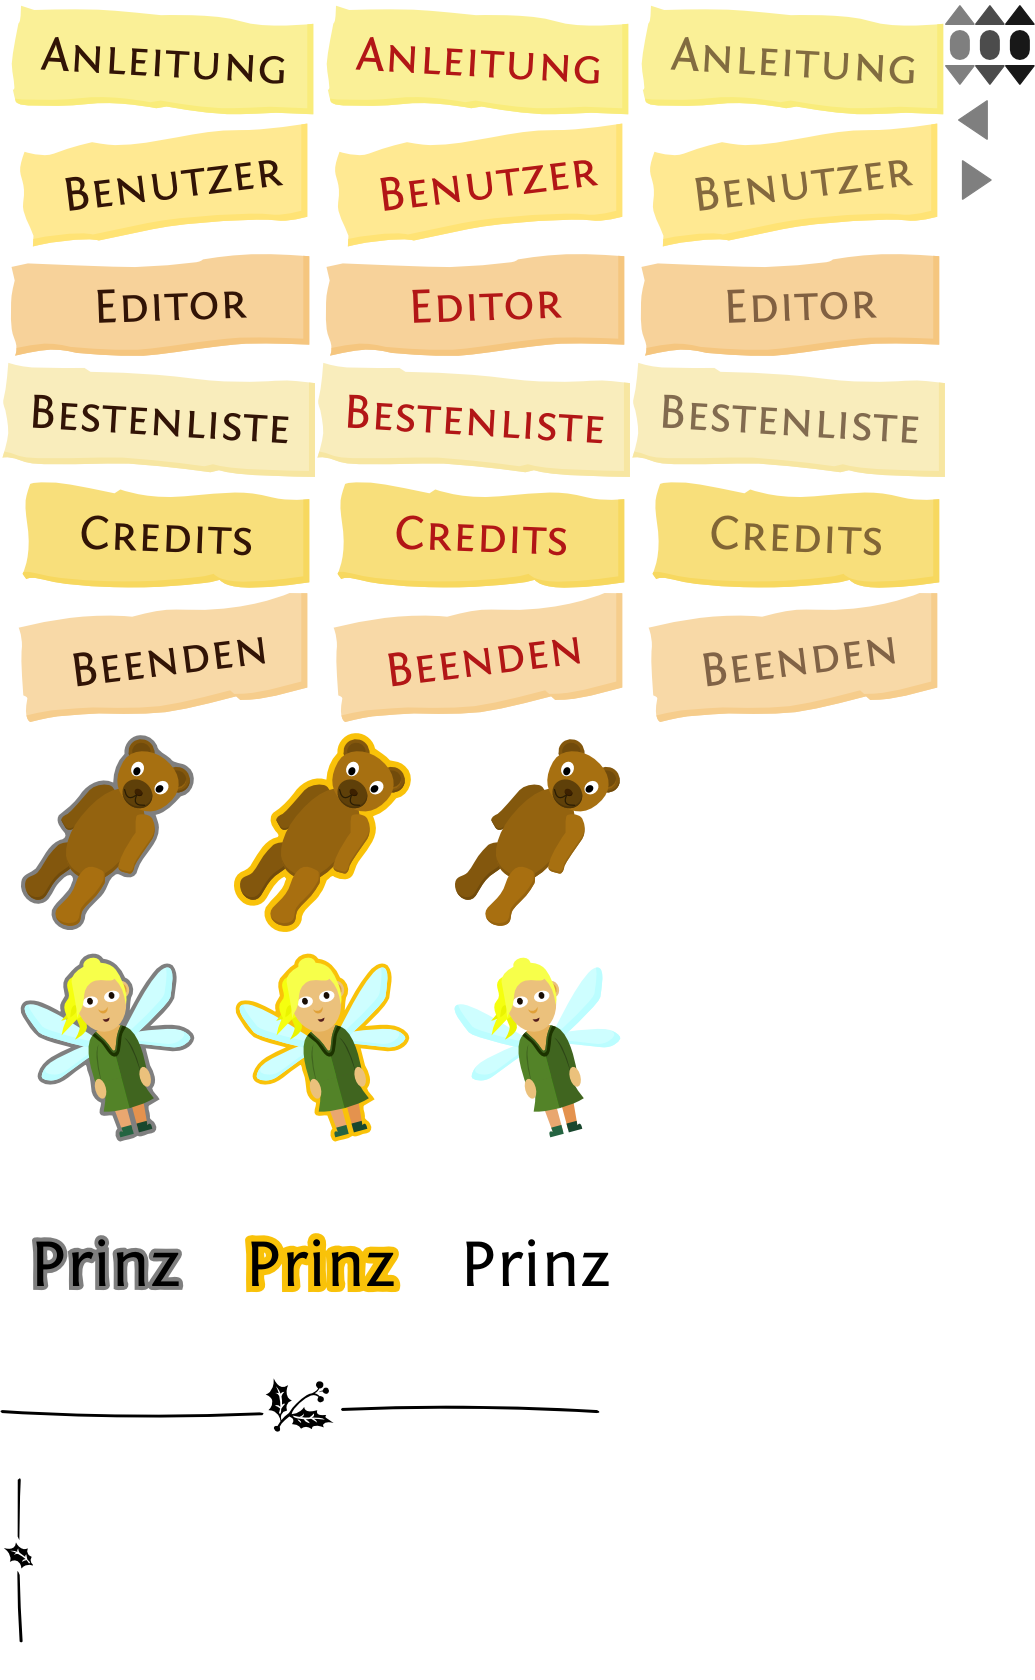 Anleitung Anleitung Anleitung
Benutzer Benutzer Benutzer
Editor Editor Editor
Bestenliste Bestenliste Bestenliste
Credits Credits Credits
Beenden Beenden Beenden
Prinz Prinz Prinz